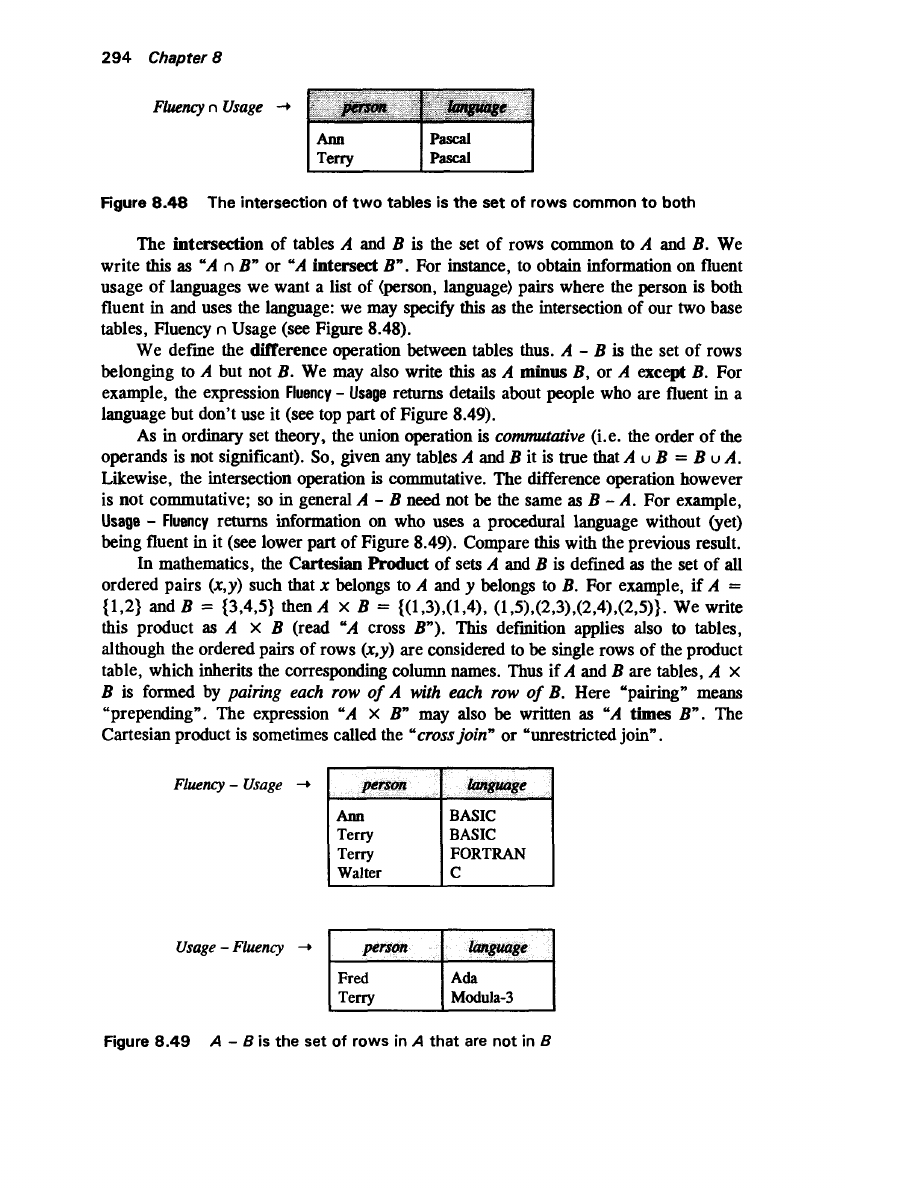 294 Chapter 8
Fluency ∩ Usage → person language
Ann Pascal
Terry Pascal
Figure 8.48 The intersection of two tables is the set of rows common to both
The intersection of tables A and B is the set of rows common to A and B. We
write this as “A ∩ B” or “A intersect B”. For instance, to obtain information on fluent
usage of languages we want a list of (person, language) pairs where the person is both
fluent in and uses the language: we may specify this as the intersection of our two base
tables, Fluency ∩ Usage (see Figure 8.48).
We define the difference operation between tables thus. A – B is the set of rows
belonging to A but not B. We may also write this as A minus B, or A except B. For
example, the expression Fluency – Usage returns details about people who are fluent in a
language but don’t use it (see top part of Figure 8.49).
As in ordinary set theory, the union operation is commutative (i.e. the order of the
operands is not significant). So, given any tables A and B it is true that A ∪ B = B ∪ A.
Likewise, the intersection operation is commutative. The difference operation however
is not commutative; so in general A – B need not be the same as B – A. For example,
Usage – Fluency returns information on who uses a procedural language without (yet)
being fluent in it (see lower part of Figure 8.49). Compare this with the previous result.
In mathematics, the Cartesian Product of sets A and B is defined as the set of all
ordered pairs (x,y) such that x belongs to A and y belongs to B. For example, if A =
{1,2} and B = {3,4,5} then A × B = {(1,3),(1,4), (1,5),(2,3),(2,4),(2,5)}. We write
this product as A × B (read “A cross B”). This definition applies also to tables,
although the ordered pairs of rows (x,y) are considered to be single rows of the product
table, which inherits the corresponding column names. Thus if A and B are tables, A ×
B is formed by pairing each row of A with each row of B. Here “pairing” means
“prepending”. The expression “A × B” may also be written as “A times B”. The
Cartesian product is sometimes called the “cross join” or “unrestricted join”.
Fluency – Usage → person language
Ann BASIC
Terry BASIC
Terry FORTRAN
Walter C
Usage – Fluency → person language
Fred Ada
Terry Modula-3
Figure 8.49 A – B is the set of rows in A that are not in B